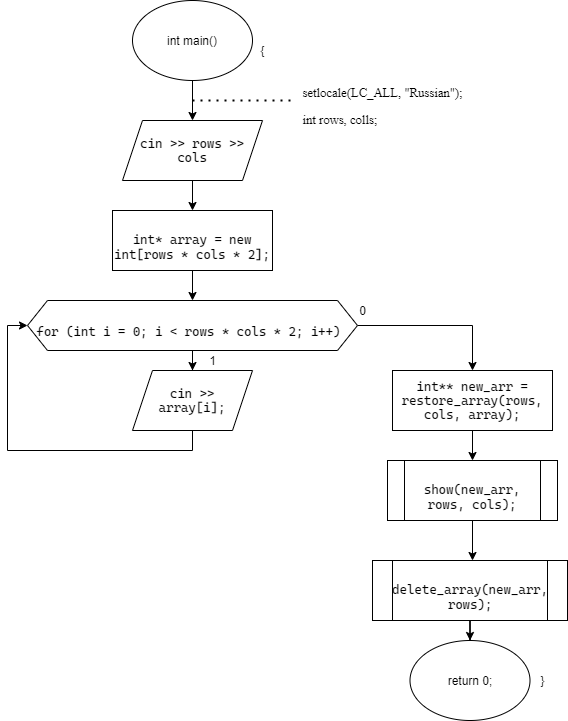 int main()
{
setlocale(LC_ALL, "Russian");
int rows, colls;
cin >> rows >>
cols
int* array = new
int[rows * cols * 2];
for (int i = 0; i < rows * cols * 2; i++)
0
1
cin >>
array[i];
int** new_arr =
restore_array(rows,
cols, array);
show(new_arr,
rows, cols);
delete_array(new_arr,
rows);
return 0;
}